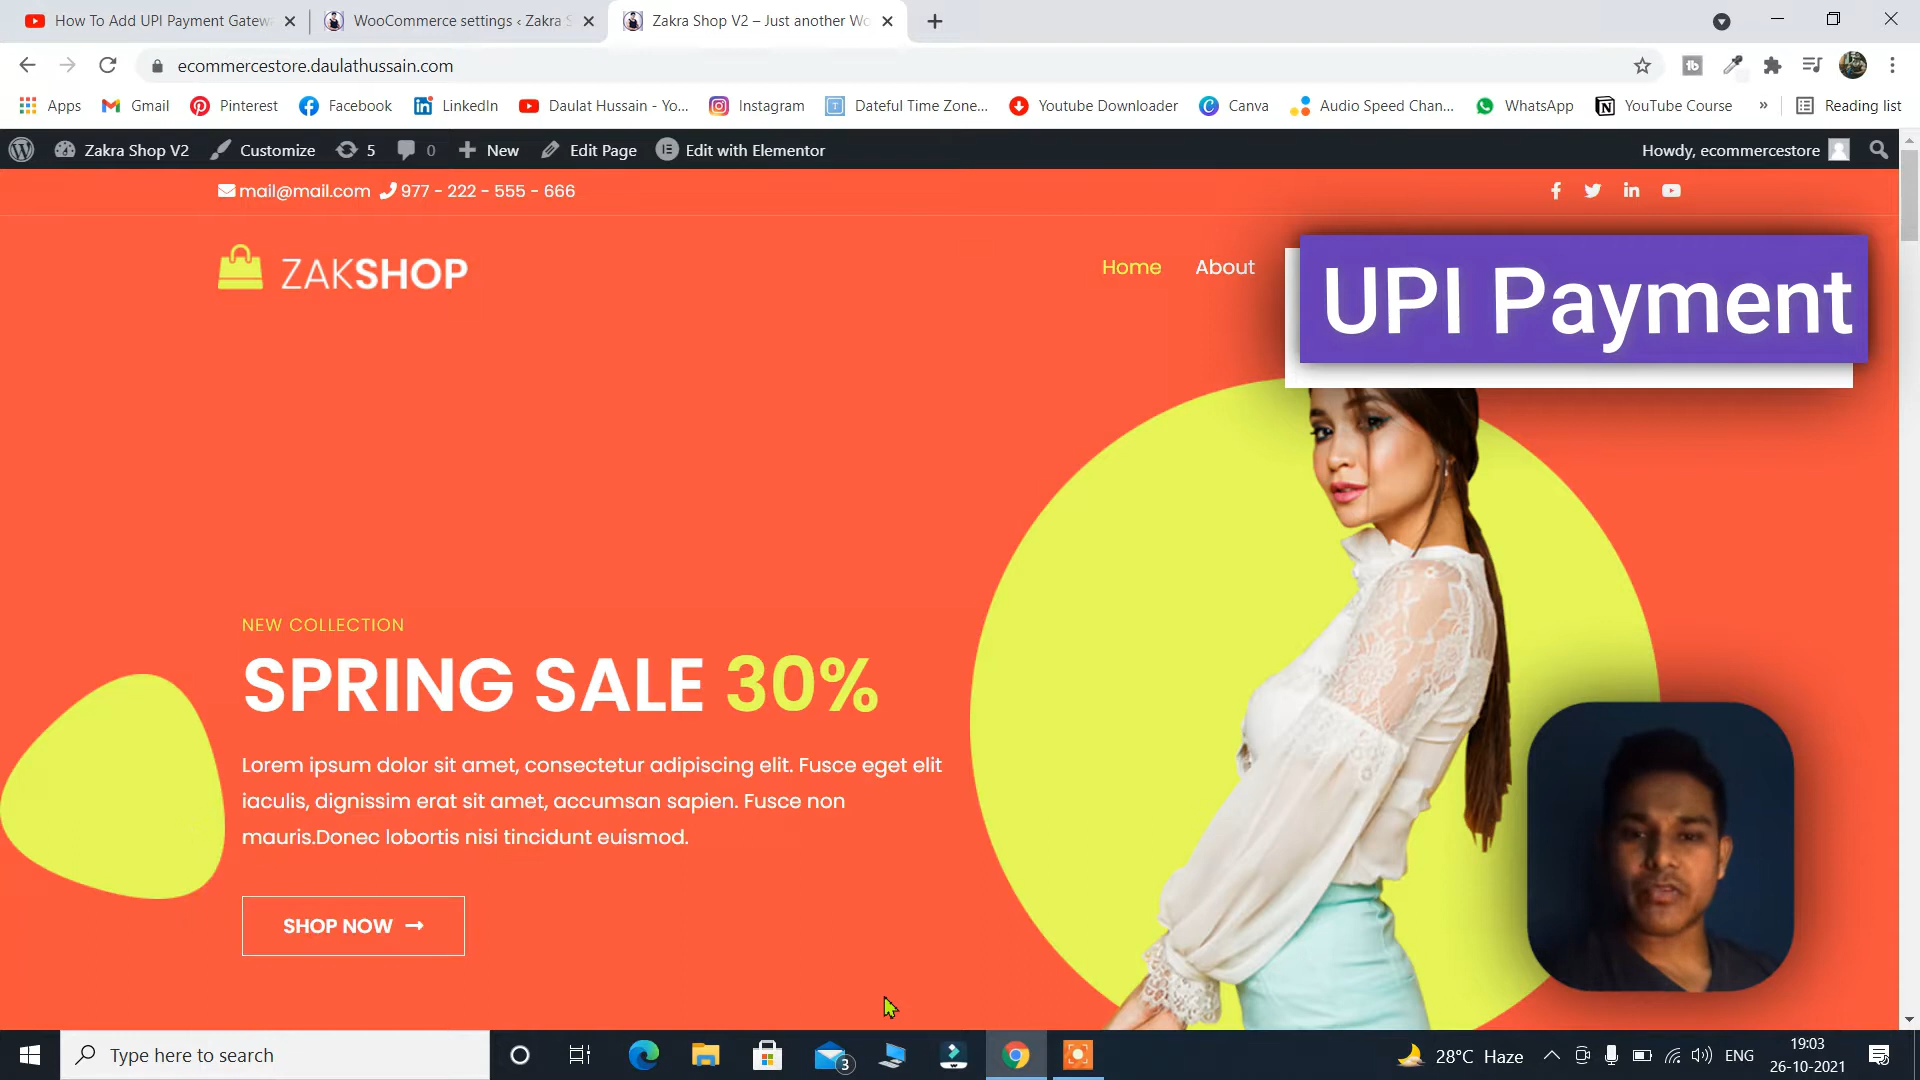 How To Add UPI Payment Gatew
WooCommerce settings ‹ Zakra S
Zakra Shop V2 – Just another Wo
ecommercestore.daulathussain.com
Apps
Gmail
Pinterest
Facebook
LinkedIn
Daulat Hussain - Yo...
Instagram
Dateful Time Zone...
Youtube Downloader
Canva
Audio Speed Chan...
WhatsApp
YouTube Course
»
Reading list
Zakra Shop V2
Customize
5
0
New
Edit Page
Edit with Elementor
Howdy, ecommercestore
mail@mail.com 977 - 222 - 555 - 666
ZAKSHOP
Home
About
UPI Payment
NEW COLLECTION
SPRING SALE 30%
Lorem ipsum dolor sit amet, consectetur adipiscing elit. Fusce eget elit
iaculis, dignissim erat sit amet, accumsan sapien. Fusce non
mauris.Donec lobortis nisi tincidunt euismod.
SHOP NOW →
Type here to search
3
28°C Haze
ENG
19:03
26-10-2021